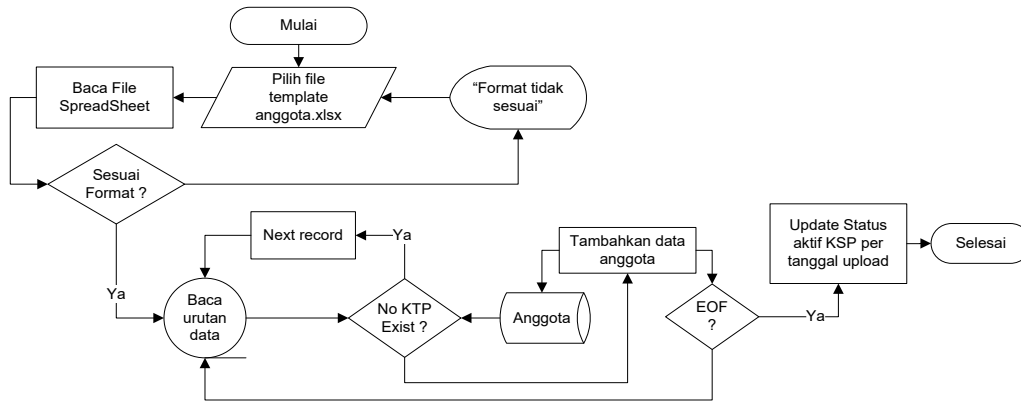 Mulai
Pilih file
template
anggota.xlsx
“Format tidak
sesuai”
Baca File
SpreadSheet
Sesuai
Format ?
Ya
Baca
urutan
data
Next record
Ya
No KTP
Exist ?
Anggota
Tambahkan data
anggota
EOF
?
Ya
Update Status
aktif KSP per
tanggal upload
Selesai